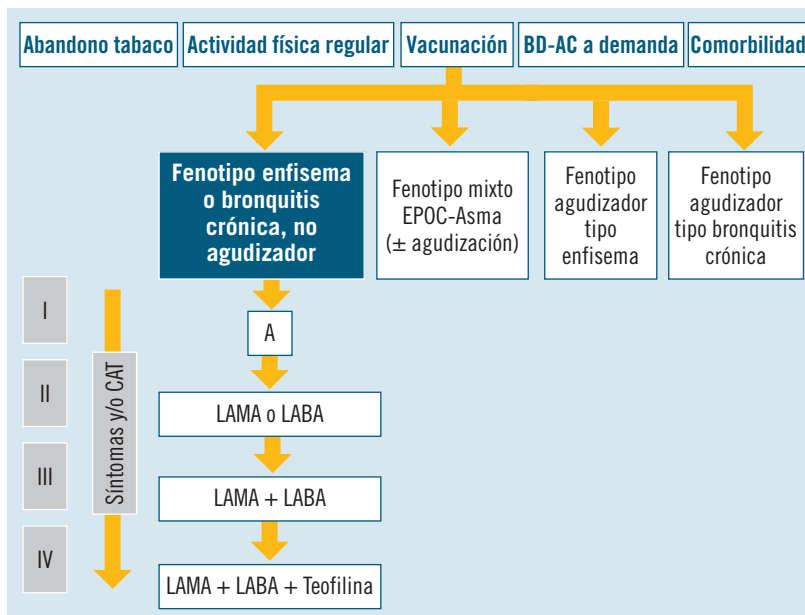 Abandono tabaco
Actividad física regular
Vacunación
BD-AC a demanda
Comorbilidad
Fenotipo enfisema
o bronquitis
crónica, no
agudizador
Fenotipo mixto
EPOC-Asma
(± agudización)
Fenotipo
agudizador
tipo
enfisema
Fenotipo
agudizador
tipo bronquitis
crónica
I
II
III
IV
Síntomas y/o CAT
A
LAMA o LABA
LAMA + LABA
LAMA + LABA + Teofilina